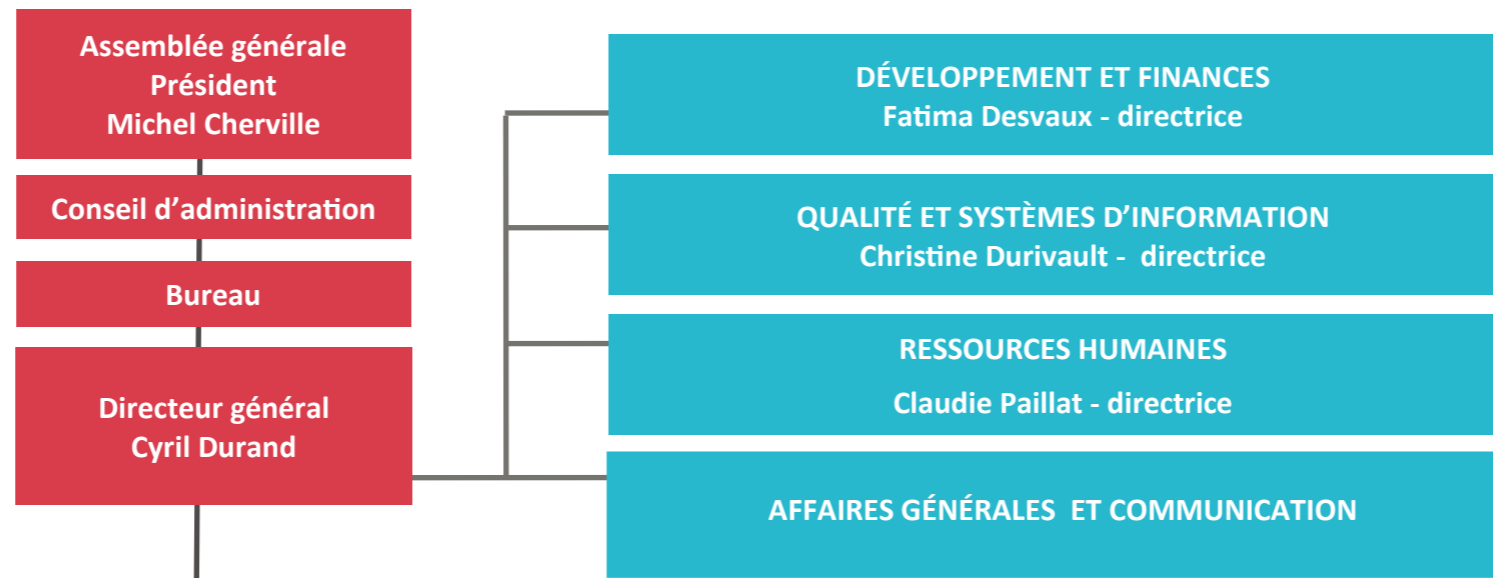 Assemblée générale
Président
Michel Cherville
Conseil d’administration
Bureau
Directeur général
Cyril Durand
DÉVELOPPEMENT ET FINANCES
Fatima Desvaux - directrice
QUALITÉ ET SYSTÈMES D’INFORMATION
Christine Durivault -  directrice
RESSOURCES HUMAINES
Claudie Paillat - directrice
AFFAIRES GÉNÉRALES  ET COMMUNICATION